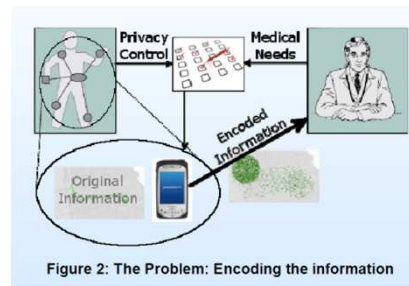 Privacy
Control
Medical
Needs
Encoded
Information
Original
Information
Figure 2: The Problem: Encoding the information